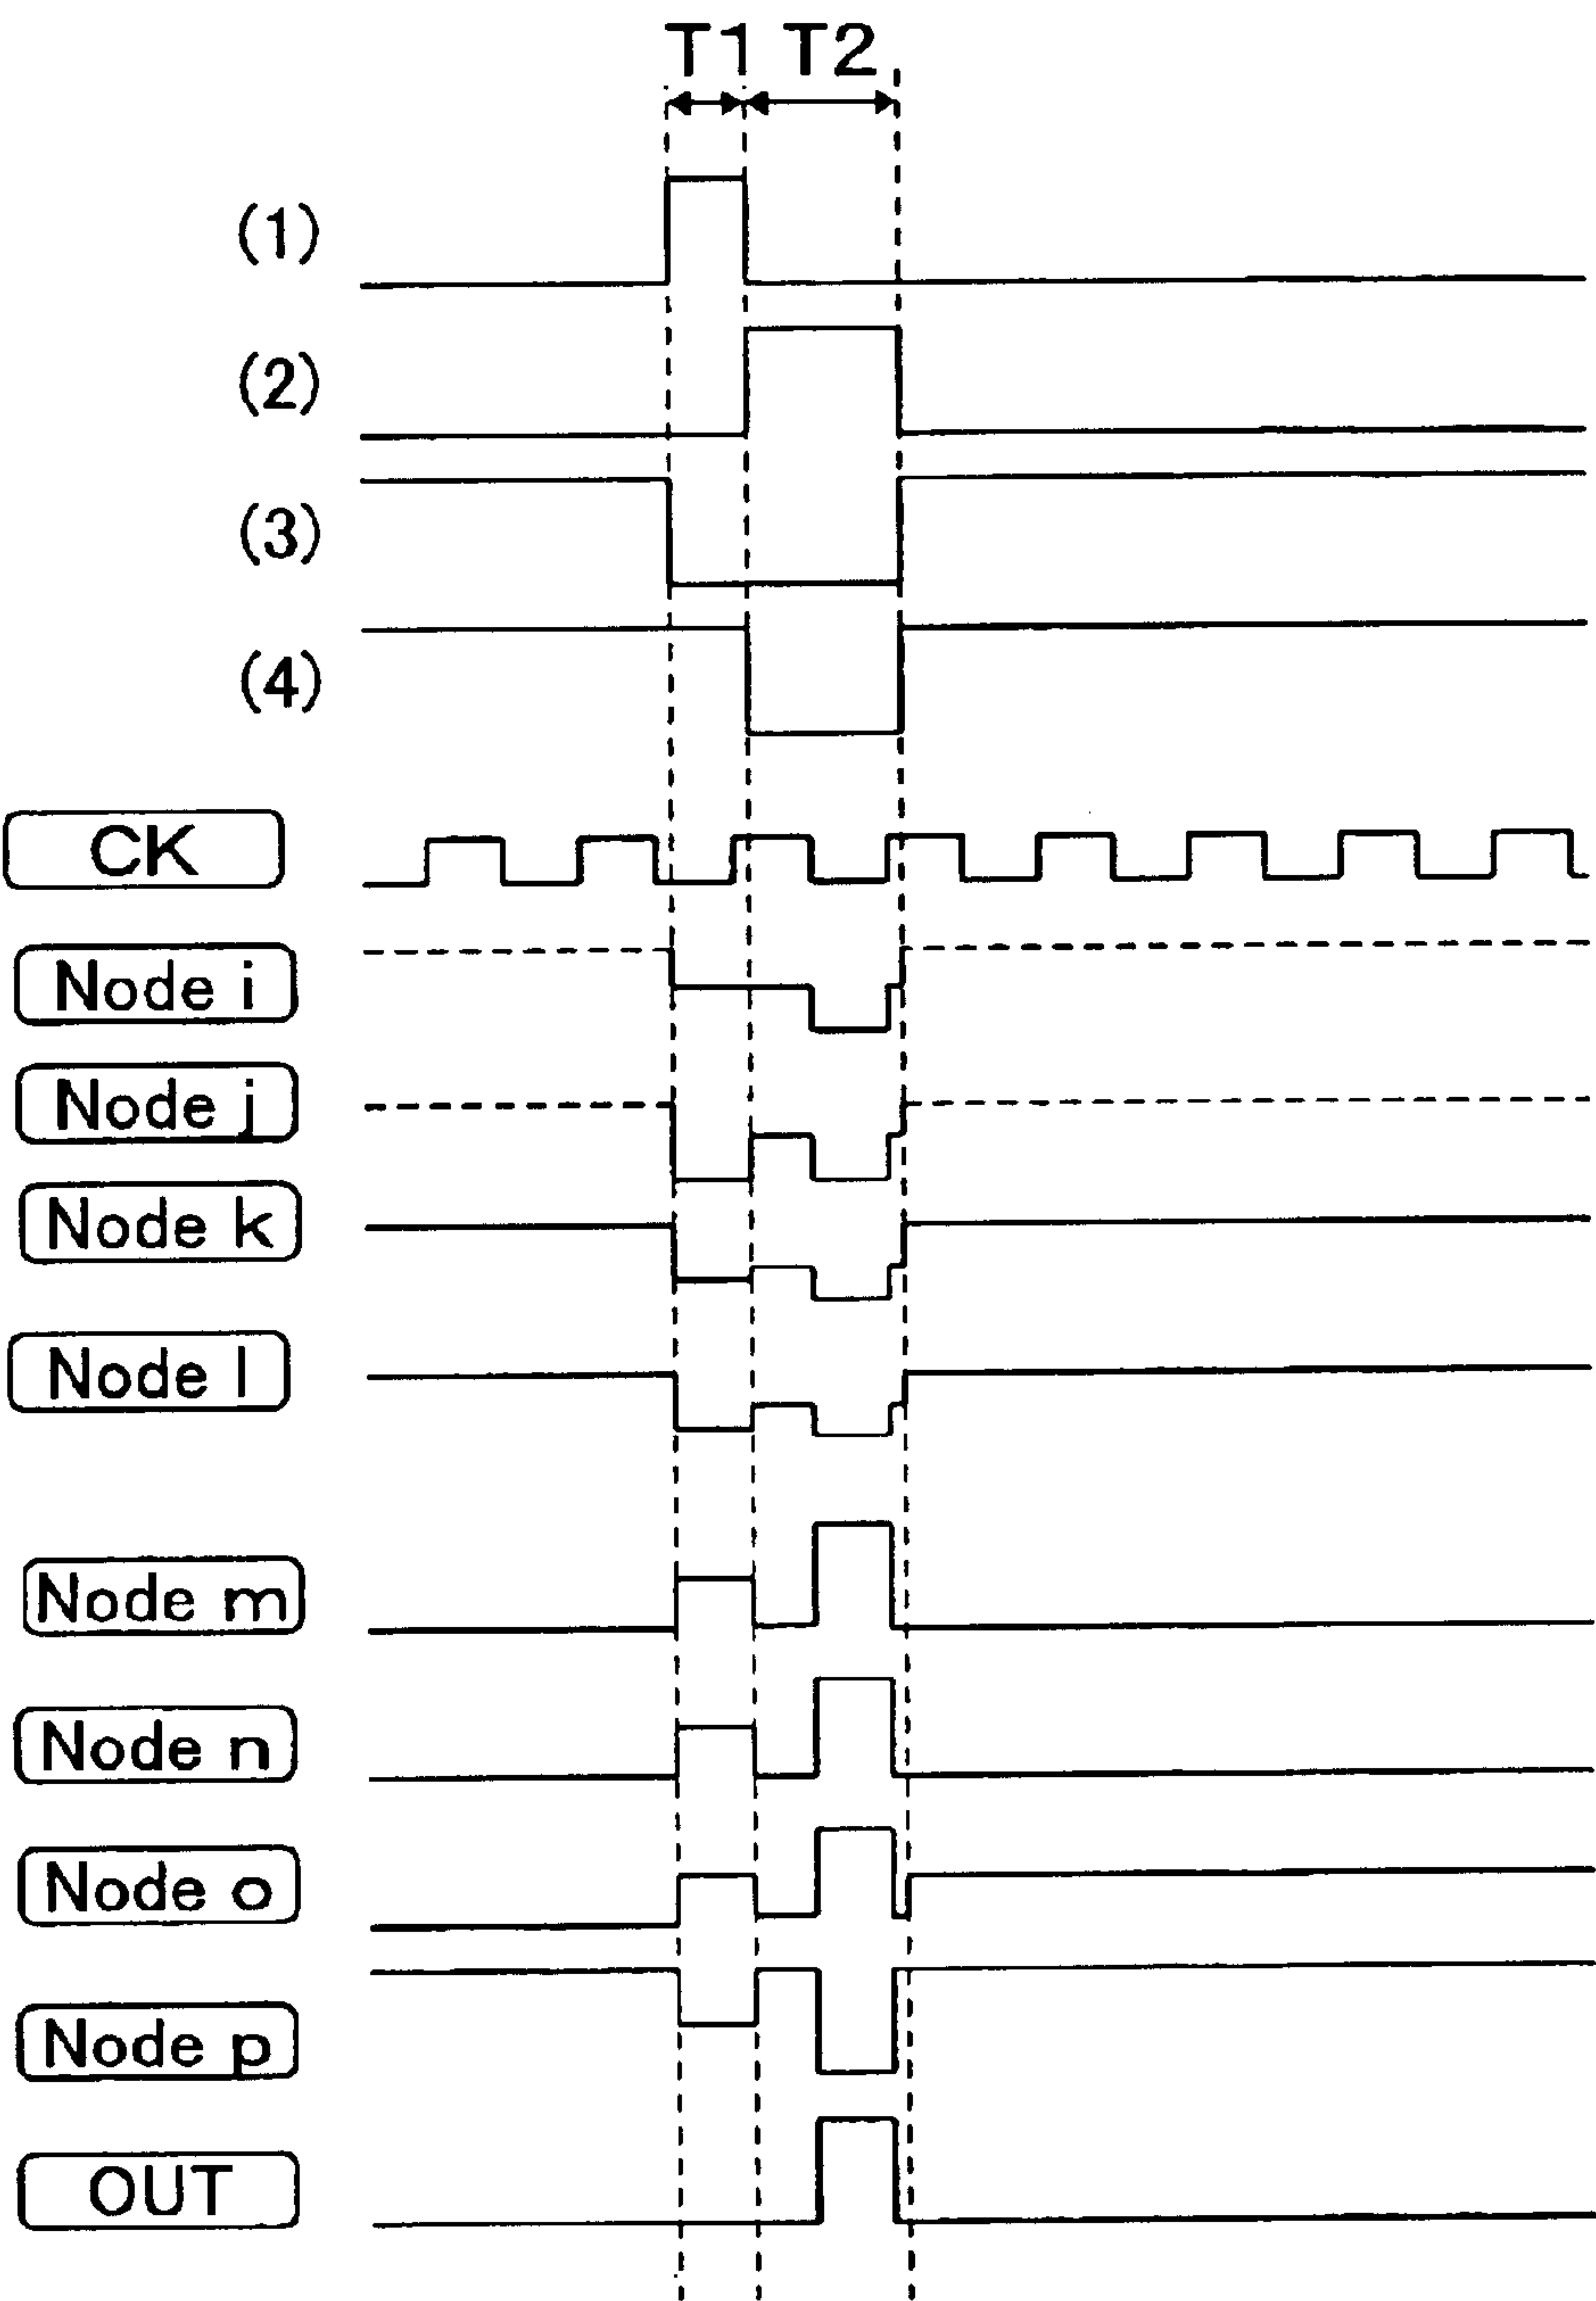 T1 T2
(1)
(2)
(3)
(4)
CK
Node i
Node j
Node k
Node l
Node m
Node n
Node o
Node p
OUT